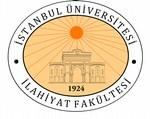 İSTANBUL ÜNİVERSİTESİ
1924
İLAHİYAT FAKÜLTESİ